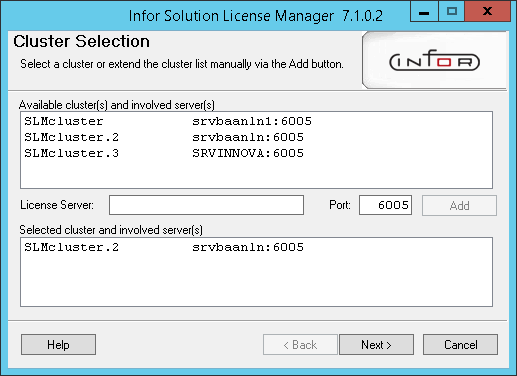 Infor Solution License Manager 7.1.0.2
Cluster Selection
Select a cluster or extend the cluster list manually via the Add button.
INFOR
Available cluster(s) and involved server(s)
SLMcluster srvbaanln1:6005
SLMcluster.2 srvbaanln:6005
SLMcluster.3 SRVINNOVA:6005
License Server: Port: 6005 Add
Selected cluster and involved server(s)
SLMcluster.2 srvbaanln:6005
Help < Back Next > Cancel